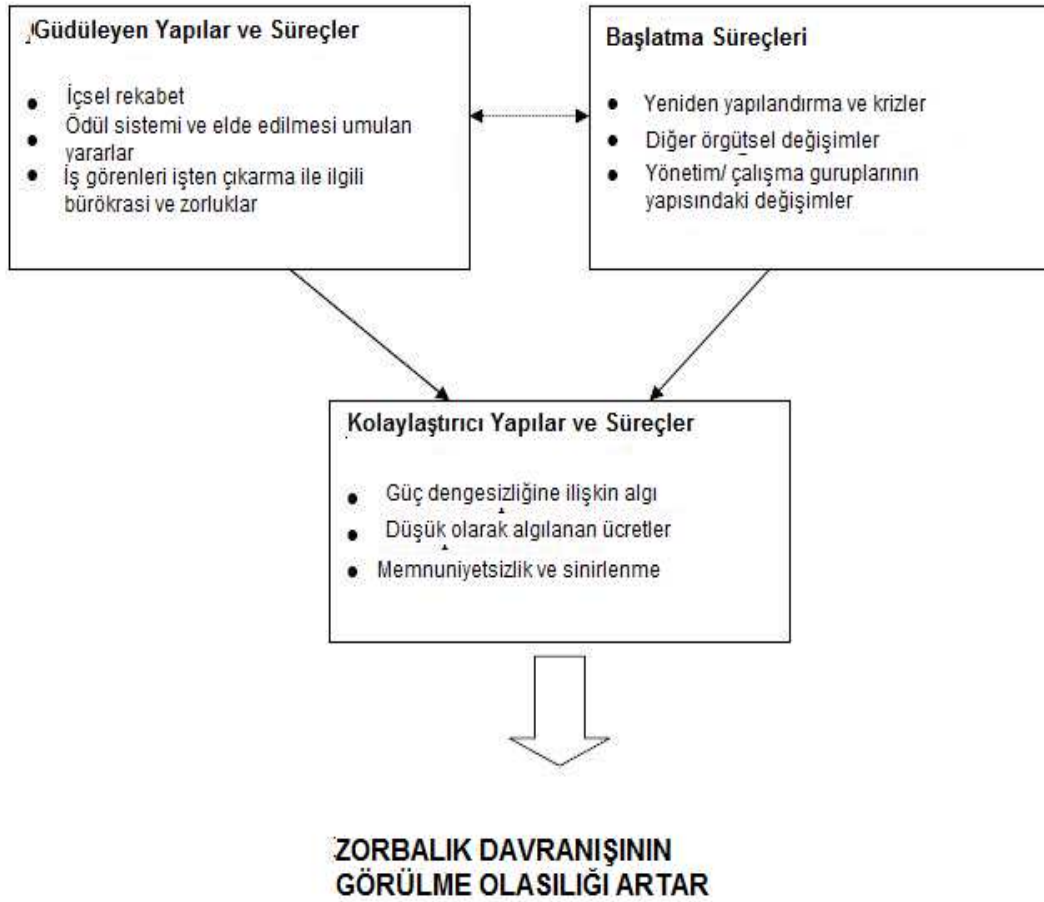 Güdüleyen Yapılar ve Süreçler
● İçsel rekabet
● Ödül sistemi ve elde edilmesi umulan
yararlar
● İş görenleri işten çıkarma ile ilgili
bürökrasi ve zorluklar
Başlatma Süreçleri
● Yeniden yapılandırma ve krizler
● Diğer örgütsel değişimler
● Yönetim/ çalışma guruplarının
yapısındaki değişimler
Kolaylaştırıcı Yapılar ve Süreçler
● Güç dengesizliğine ilişkin algı
● Düşük olarak algılanan ücretler
● Memnuniyetsizlik ve sinirlenme
ZORBALIK DAVRANIŞININ
GÖRÜLME OLASILIĞI ARTAR